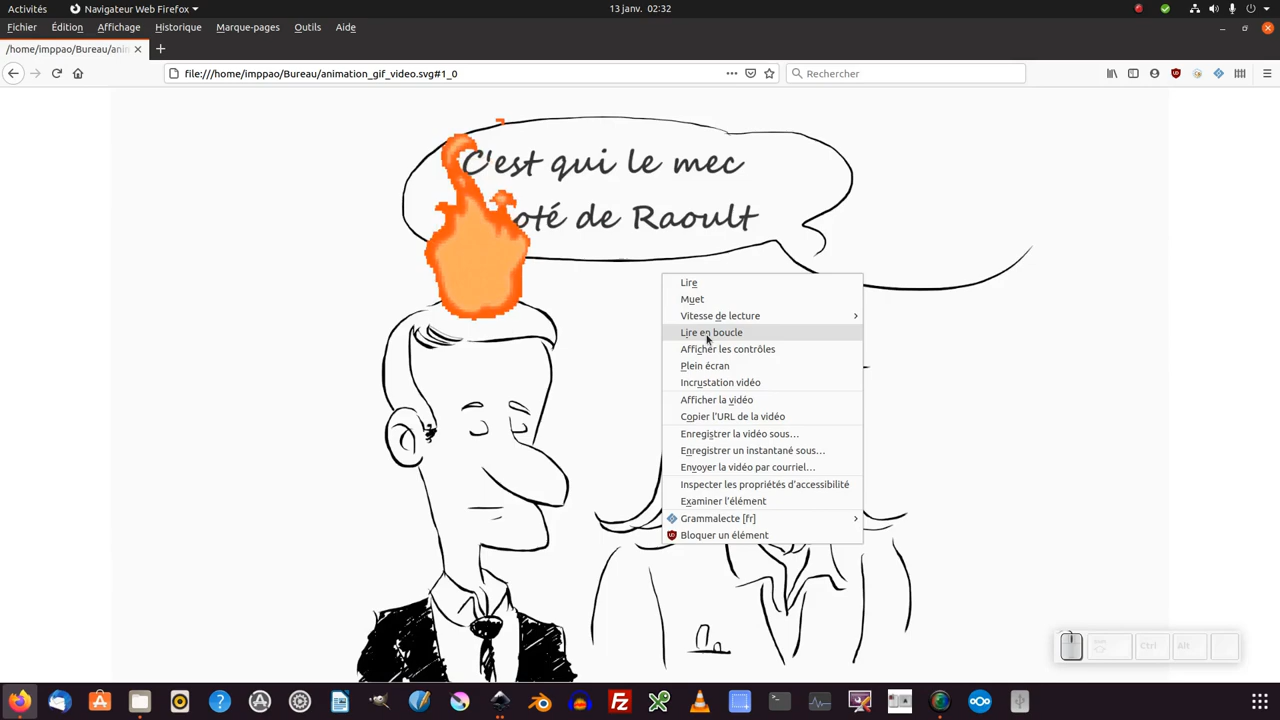 Activités
Navigateur Web Firefox
13 janv. 02:32
Fichier
Édition
Affichage
Historique
Marque-pages
Outils
Aide
/home/imppao/Bureau/anin
file:///home/imppao/Bureau/animation_gif_video.svg#1_0
Rechercher
C'est qui le mec
oté de Raoult
Lire
Muet
Vitesse de lecture
Lire en boucle
Afficher les contrôles
Plein écran
Incrustation vidéo
Afficher la vidéo
Copier l'URL de la vidéo
Enregistrer la vidéo sous…
Enregistrer un instantané sous…
Envoyer la vidéo par courriel…
Inspecter les propriétés d'accessibilité
Examiner l'élément
Grammalecte [fr]
Bloquer un élément
Ctrl
Alt